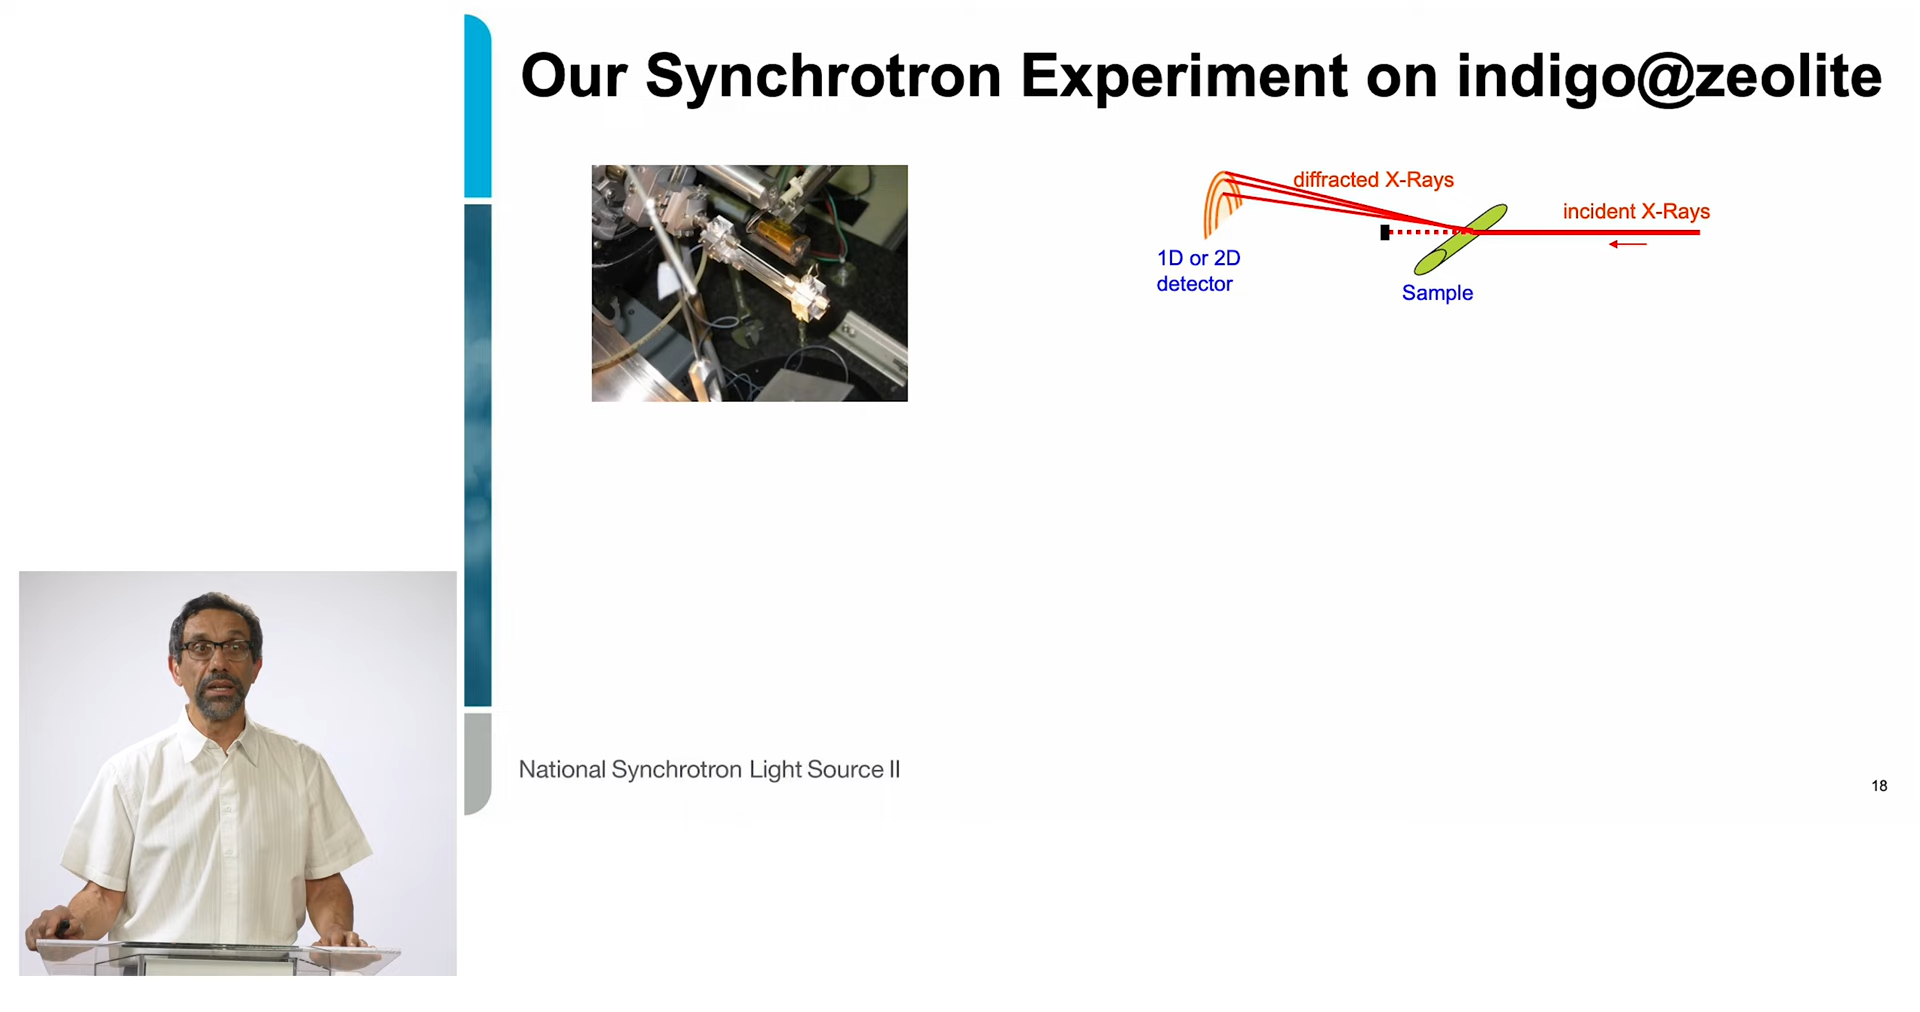 Our Synchrotron Experiment on indigo@zeolite
diffracted X-Rays
incident X-Rays
1D or 2D
detector
Sample
National Synchrotron Light Source II
18